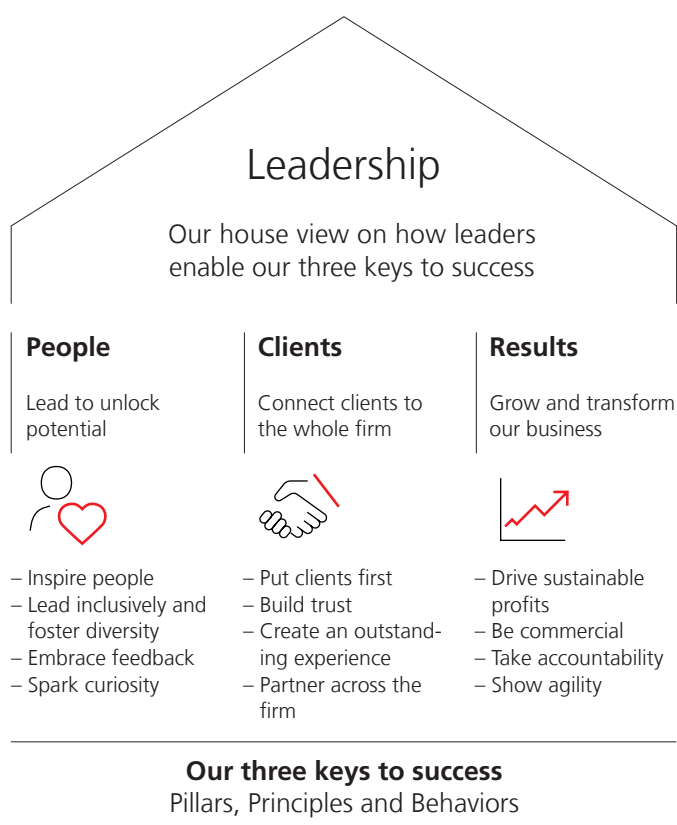 Leadership
Our house view on how leaders
enable our three keys to success
People
Lead to unlock
potential
– Inspire people
– Lead inclusively and
foster diversity
– Embrace feedback
– Spark curiosity
Clients
Connect clients to
the whole firm
– Put clients first
– Build trust
– Create an outstand-
ing experience
– Partner across the
firm
Results
Grow and transform
our business
– Drive sustainable
profits
– Be commercial
– Take accountability
– Show agility
Our three keys to success
Pillars, Principles and Behaviors